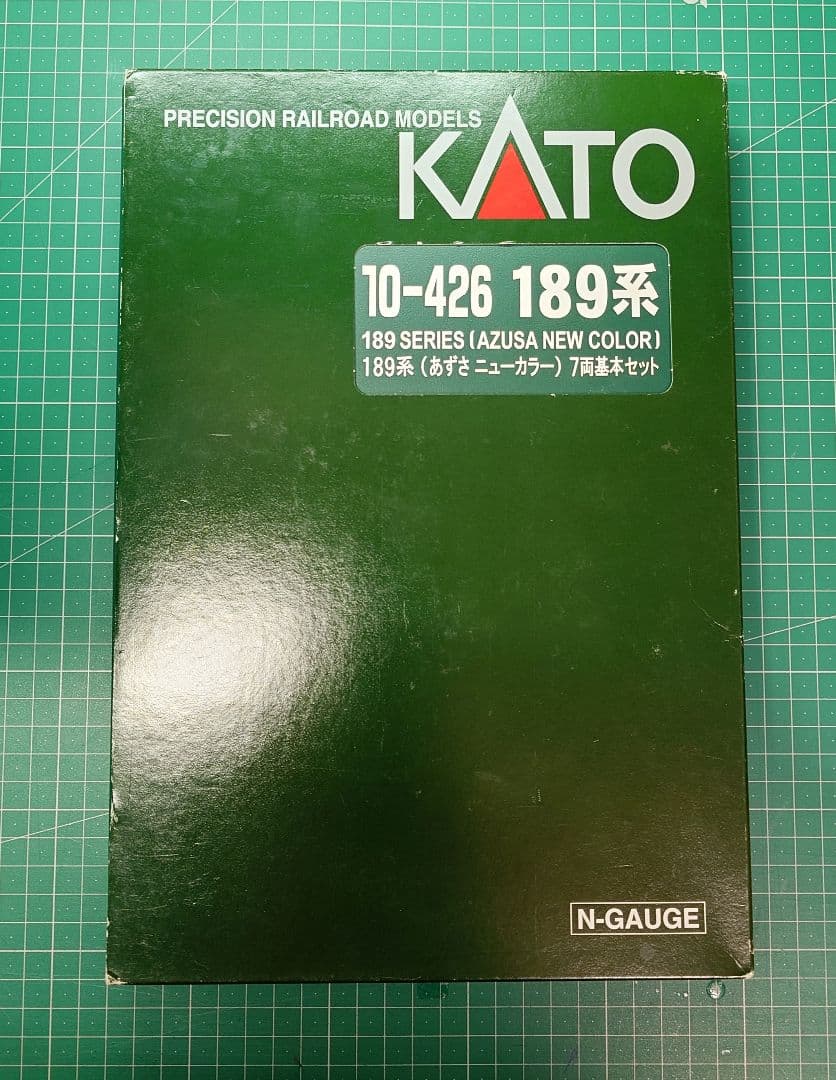 PRECISION RAILROAD MODELS
KATO
10-426 189系
189 SERIES (AZUSA NEW COLOR)
189系 (あずさ ニューカラー) 7両基本セット
N-GAUGE